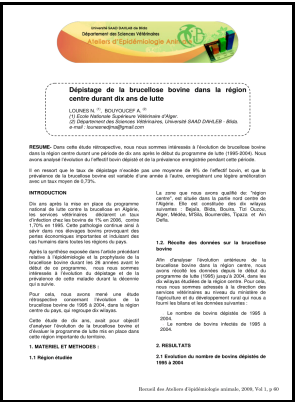 Université SAAD DAHLEB de Blida
Département des Sciences Vétérinaires
Ateliers d'Epidémiologie Animale
Dépistage de la brucellose bovine dans la région
centre durant dix ans de lutte
LOUNES N. (1), BOUYOUCEF A. (2)
(1) Ecole Nationale Supérieure Vétérinaire d'Alger.
(2) Département des Sciences Vétérinaires, Université SAAD DAHLEB - Blida.
e-mail : lounesnedjma@gmail.com
RESUME- Dans cette étude rétrospective, nous nous sommes intéressés à l'évolution de brucellose bovine
dans la région centre durant une période de dix ans après le début du programme de lutte (1995-2004). Nous
avons analysé l'évolution du l'effectif bovin dépisté et de la prévalence enregistrée pendant cette période.
Il en ressort que le taux de dépistage n'accède pas une moyenne de 9% de l'effectif bovin, et que la
prévalence de la brucellose bovine est variable d'une année à l'autre, enregistrant une légère amélioration
avec un taux moyen de 0,73%.
INTRODUCTION
Dix ans après la mise en place du programme
national de lutte contre la brucellose en Algérie,
les services vétérinaires déclarent un taux
d'infection chez les bovins de 1% en 2006, contre
1,70% en 1995. Cette pathologie continue ainsi à
sévir dans nos élevages bovins provoquant des
pertes économiques importantes et induisant des
cas humains dans toutes les régions du pays.
Après la synthèse exposée dans l'article précédant
relative à l'épidémiologie et la prophylaxie de la
brucellose bovine durant les 25 années avant le
début de ce programme, nous nous sommes
intéressés à l'évolution du dépistage et de la
prévalence de cette maladie durant la décennie
qui a suivie.
Pour cela, nous avons mené une étude
rétrospective concernant l'évolution de la
brucellose bovine de 1995 à 2004, dans la région
centre du pays, qui regroupe dix wilayas.
Cette étude de dix ans, avait pour objectif
d'analyser l'évolution de la brucellose bovine et
d'évaluer le programme de lutte mis en place dans
cette région importante du territoire.
1. MATERIEL ET METHODES :
1.1 Région étudiée
La zone que nous avons qualifié de: "région
centre", est située dans la partie nord centre de
l'Algérie. Elle est constituée des dix wilayas
suivantes : Bejaïa, Blida, Bouira, Tizi Ouzou,
Alger, Médéa, M'Sila, Boumerdès, Tipaza et Ain
Defla.
1.2. Récolte des données sur la brucellose
bovine
Afin d'analyser l'évolution antérieure de la
brucellose bovine dans la région centre, nous
avons récolté les données depuis le début du
programme de lutte (1995) jusqu'à 2004, dans les
dix wilayas étudiées de la région centre. Pour cela,
nous nous sommes adressés à la direction des
services vétérinaires au niveau du ministère de
l'agriculture et du développement rural qui nous a
fourni les bilans et les données suivantes :
Le nombre de bovins dépistés de 1995 à
2004.
Le nombre de bovins infectés de 1995 à
2004.
2. RESULTATS
2.1 Evolution du nombre de bovins dépistés de
1995 à 2004
Recueil des Ateliers d'épidémiologie animale, 2009, Vol 1, p 60